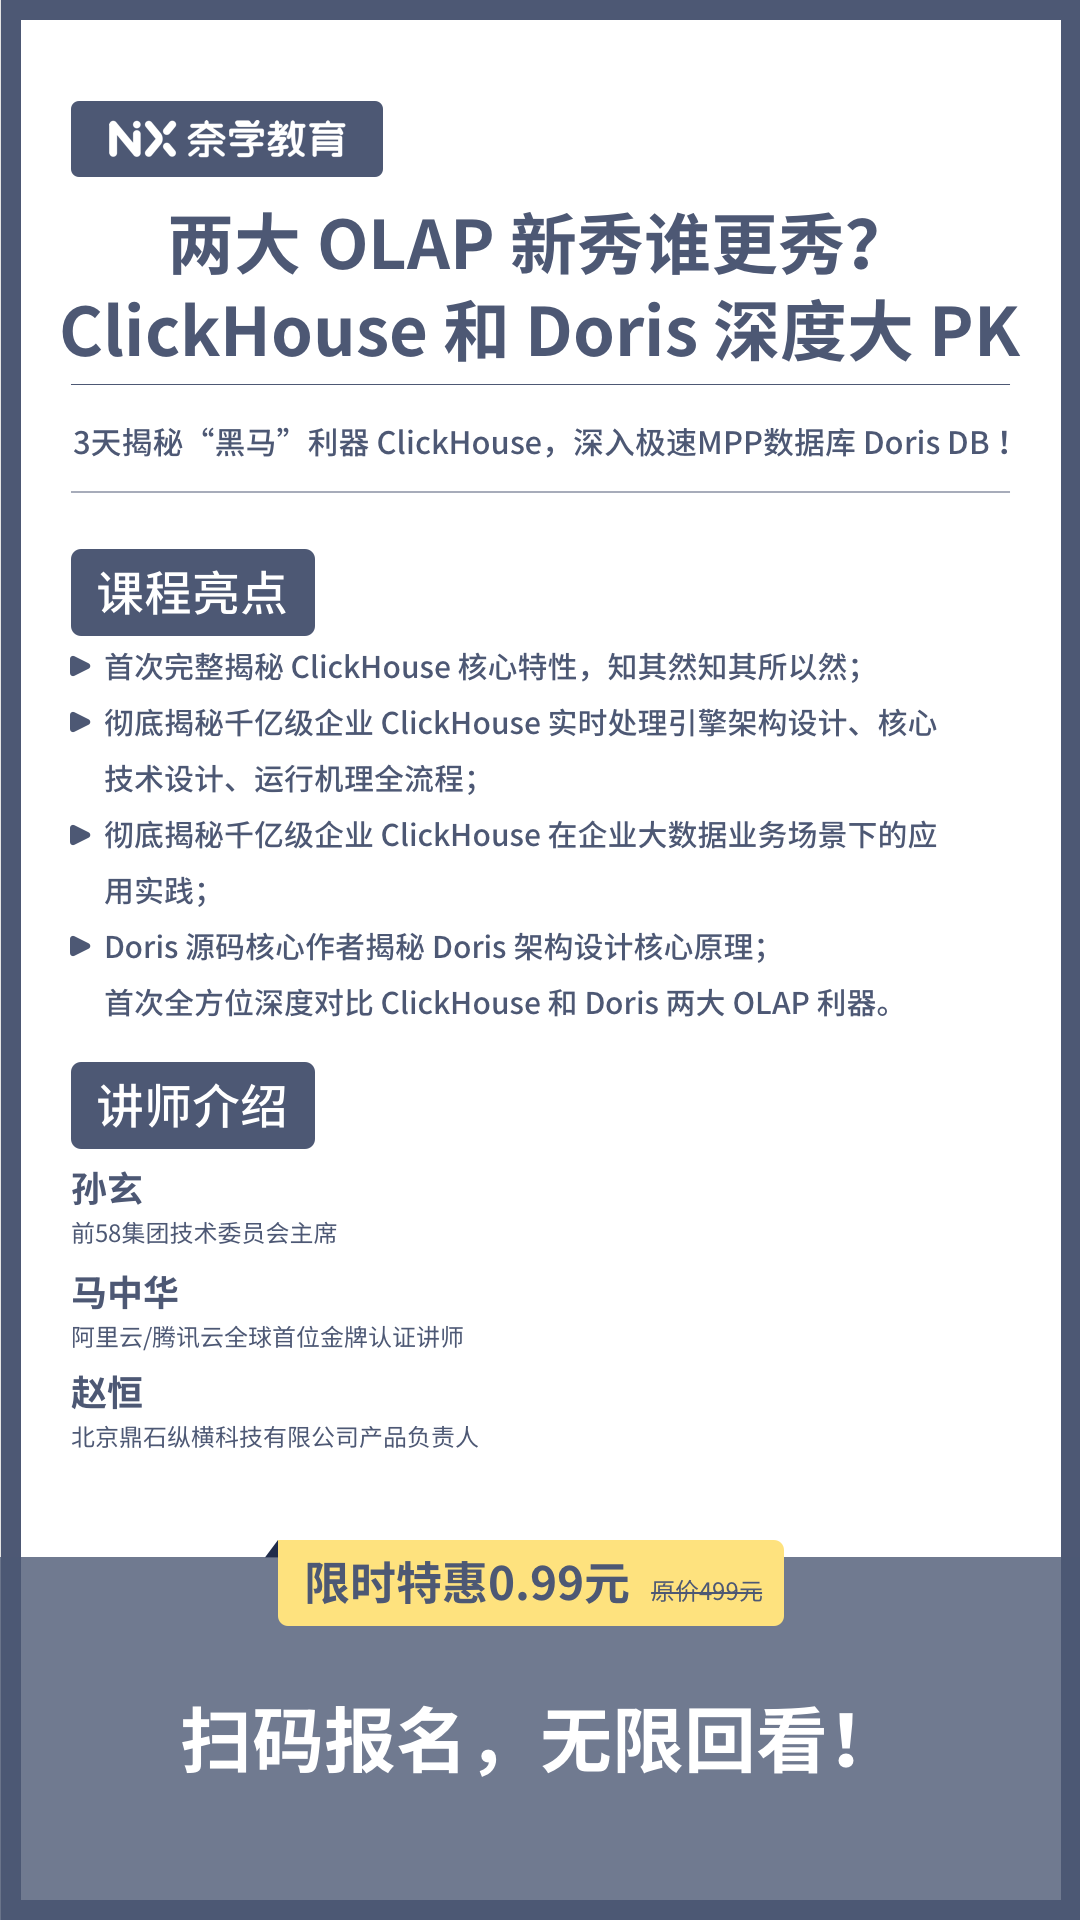 NiX 奈学教育
两大 OLAP 新秀谁更秀?
ClickHouse 和 Doris 深度大 PK
3天揭秘“黑马”利器 ClickHouse，深入极速MPP数据库 Doris DB！
课程亮点
首次完整揭秘 ClickHouse 核心特性，知其然知其所以然；
彻底揭秘千亿级企业 ClickHouse 实时处理引擎架构设计、核心
技术设计、运行机理全流程；
彻底揭秘千亿级企业 ClickHouse 在企业大数据业务场景下的应
用实践；
Doris 源码核心作者揭秘 Doris 架构设计核心原理；
首次全方位深度对比 ClickHouse 和 Doris 两大 OLAP 利器。
讲师介绍
孙玄
前58集团技术委员会主席
马中华
阿里云/腾讯云全球首位金牌认证讲师
赵恒
北京鼎石纵横科技有限公司产品负责人
限时特惠0.99元 原价499元
扫码报名，无限回看！